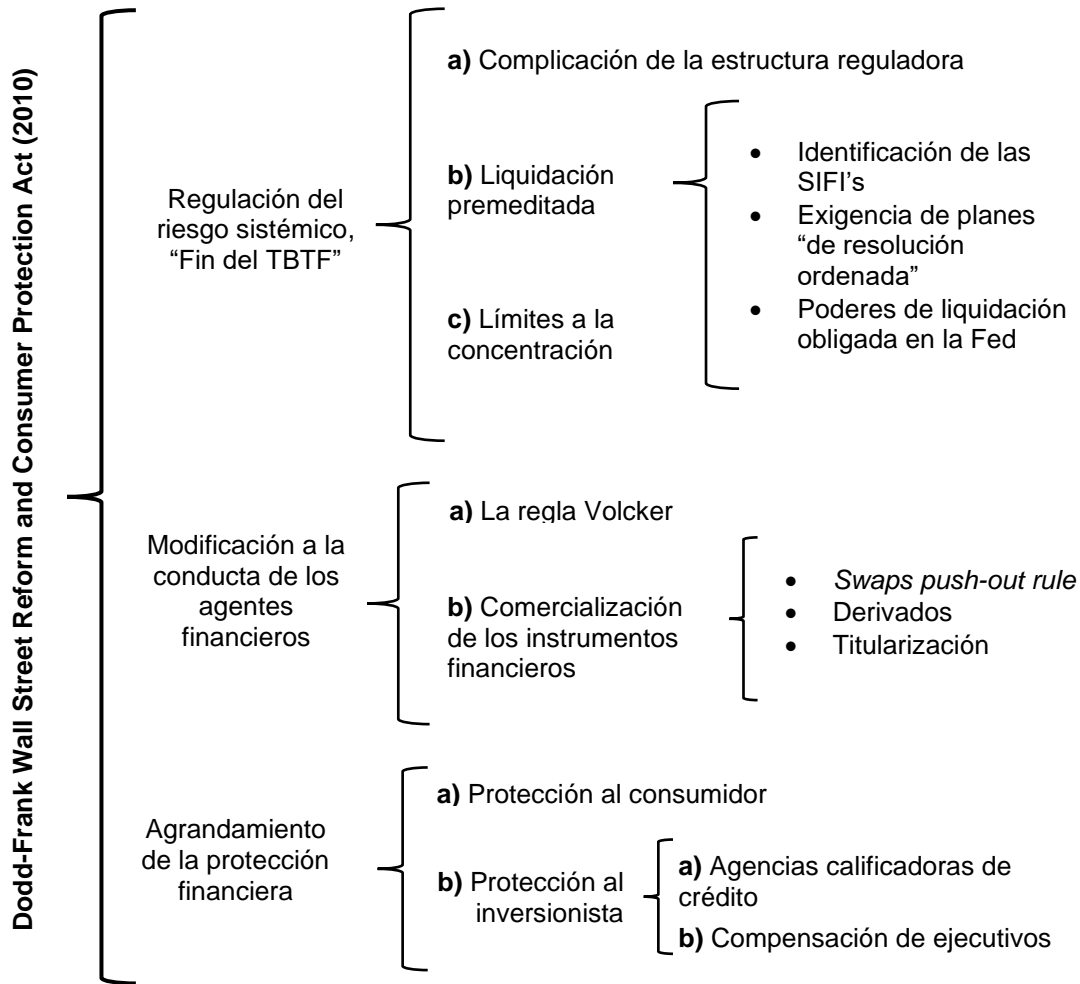 Dodd-Frank Wall Street Reform and Consumer Protection Act (2010)
Regulación del
riesgo sistémico,
“Fin del TBTF”
a) Complicación de la estructura reguladora
b) Liquidación
premeditada
• Identificación de las
SIFI’s
• Exigencia de planes
“de resolución
ordenada”
• Poderes de liquidación
obligada en la Fed
c) Límites a la
concentración
Modificación a la
conducta de los
agentes
financieros
a) La regla Volcker
b) Comercialización
de los instrumentos
financieros
• Swaps push-out rule
• Derivados
• Titularización
Agrandamiento
de la protección
financiera
a) Protección al consumidor
b) Protección al
inversionista
a) Agencias calificadoras de
crédito
b) Compensación de ejecutivos